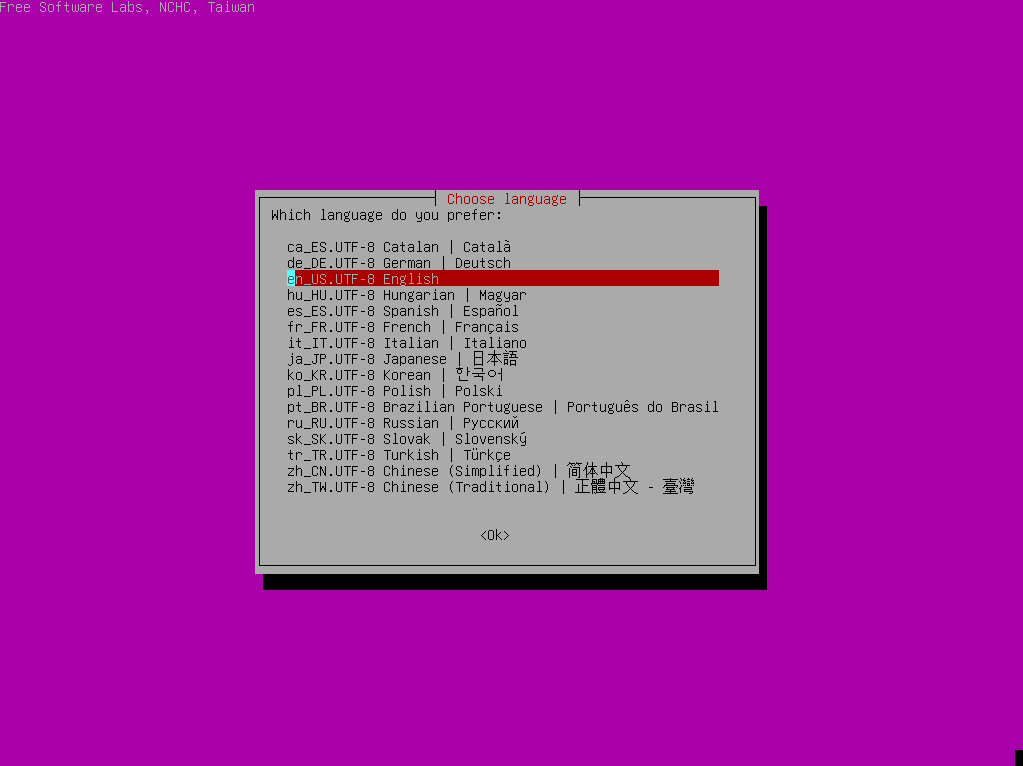 Free Software Labs, NCHC, Taiwan
Choose language
Which language do you prefer:
ca_ES.UTF-8 Catalan | Català
de_DE.UTF-8 German | Deutsch
en_US.UTF-8 English
hu_HU.UTF-8 Hungarian | Magyar
es_ES.UTF-8 Spanish | Español
fr_FR.UTF-8 French | Français
it_IT.UTF-8 Italian | Italiano
ja_JP.UTF-8 Japanese | 日本語
ko_KR.UTF-8 Korean | 한국어
pl_PL.UTF-8 Polish | Polski
pt_BR.UTF-8 Brazilian Portuguese | Português do Brasil
ru_RU.UTF-8 Russian | Русский
sk_SK.UTF-8 Slovak | Slovenský
tr_TR.UTF-8 Turkish | Türkçe
zh_CN.UTF-8 Chinese (Simplified) | 简体中文
zh_TW.UTF-8 Chinese (Traditional) | 正體中文 - 臺灣
<Ok>